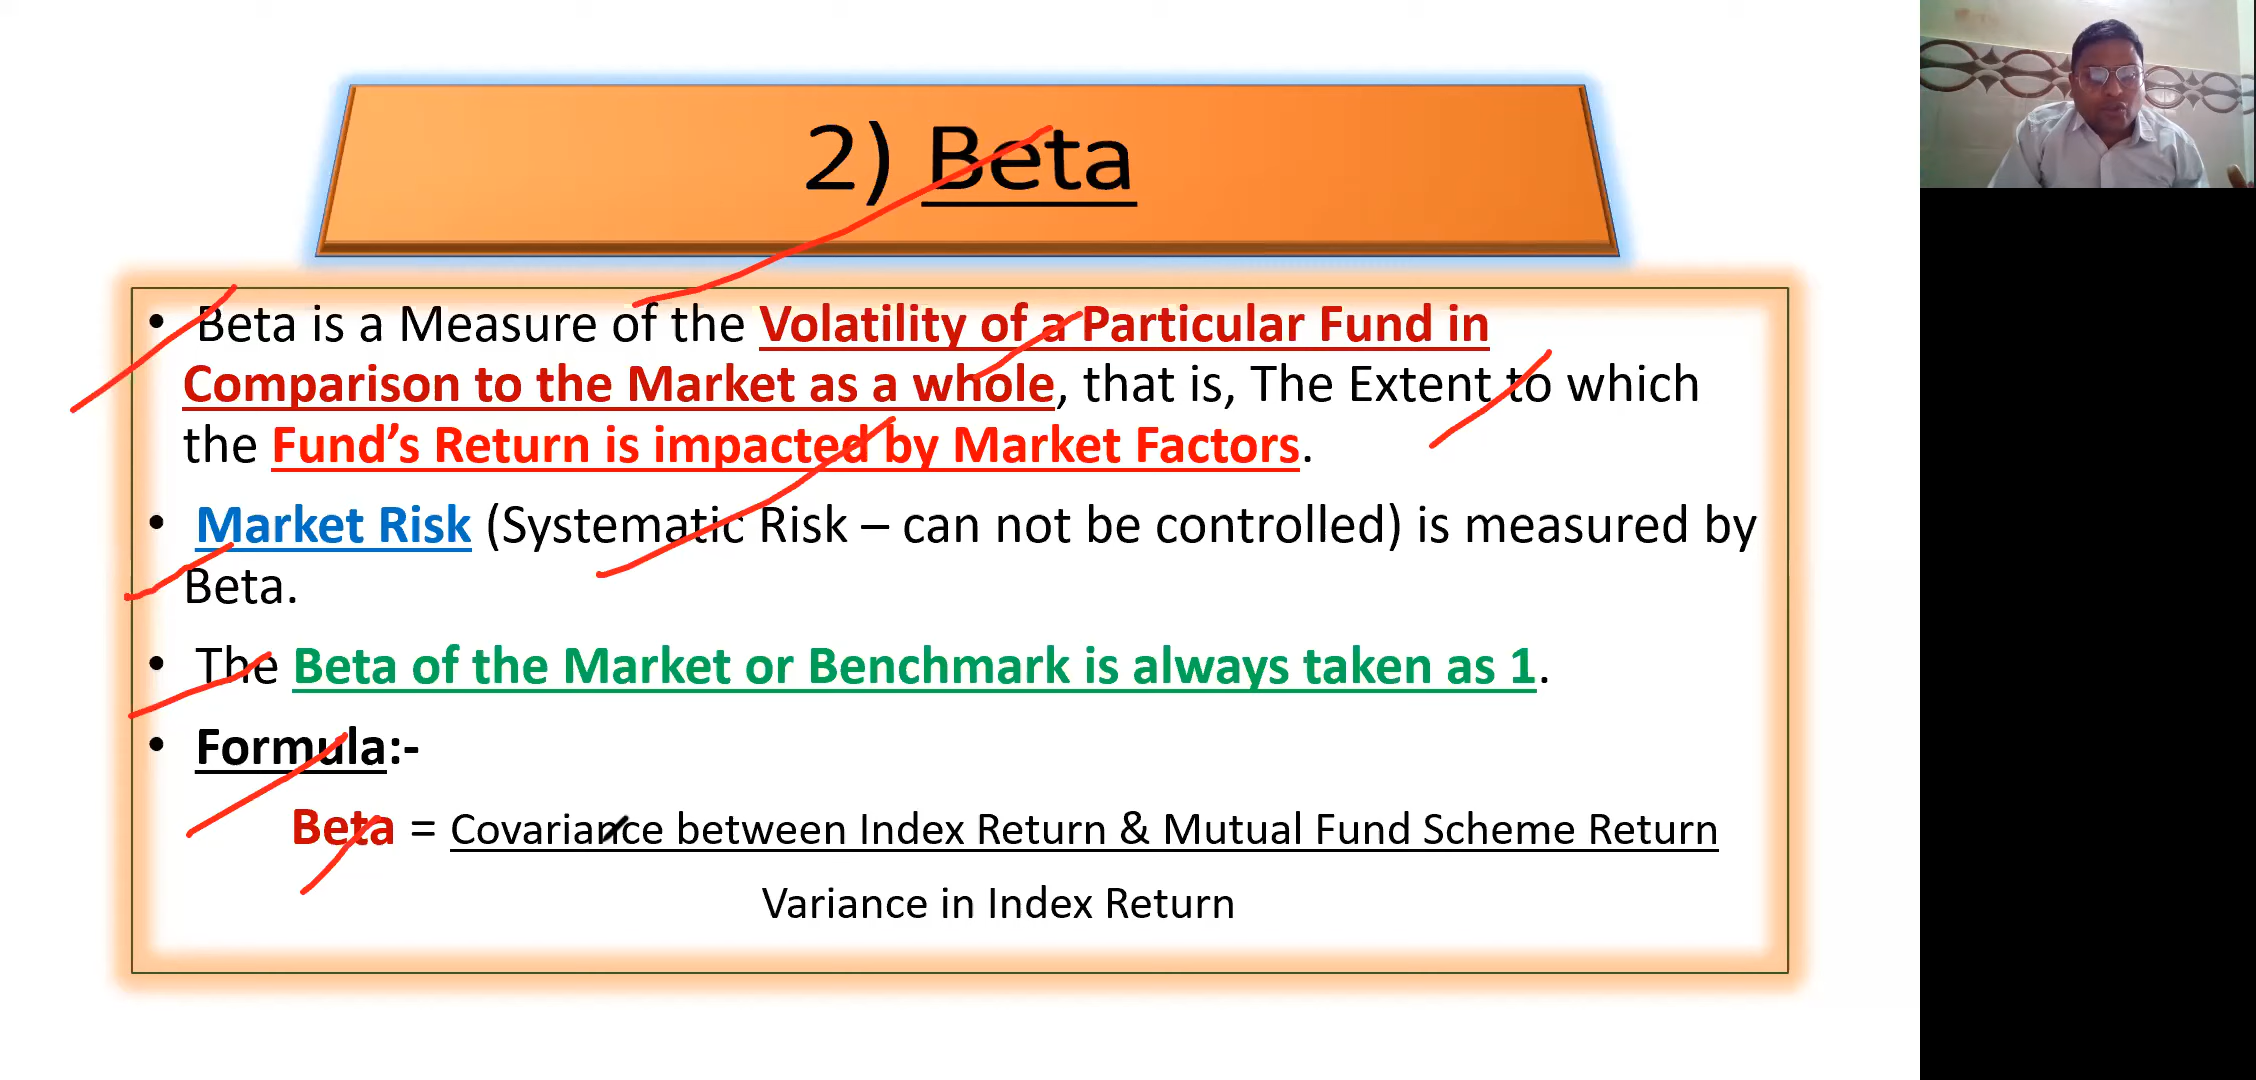 2) Beta
• Beta is a Measure of the Volatility of a Particular Fund in
Comparison to the Market as a whole, that is, The Extent to which
the Fund’s Return is impacted by Market Factors.
• Market Risk (Systematic Risk – can not be controlled) is measured by
Beta.
• The Beta of the Market or Benchmark is always taken as 1.
• Formula:-
Beta = Covariance between Index Return & Mutual Fund Scheme Return
Variance in Index Return